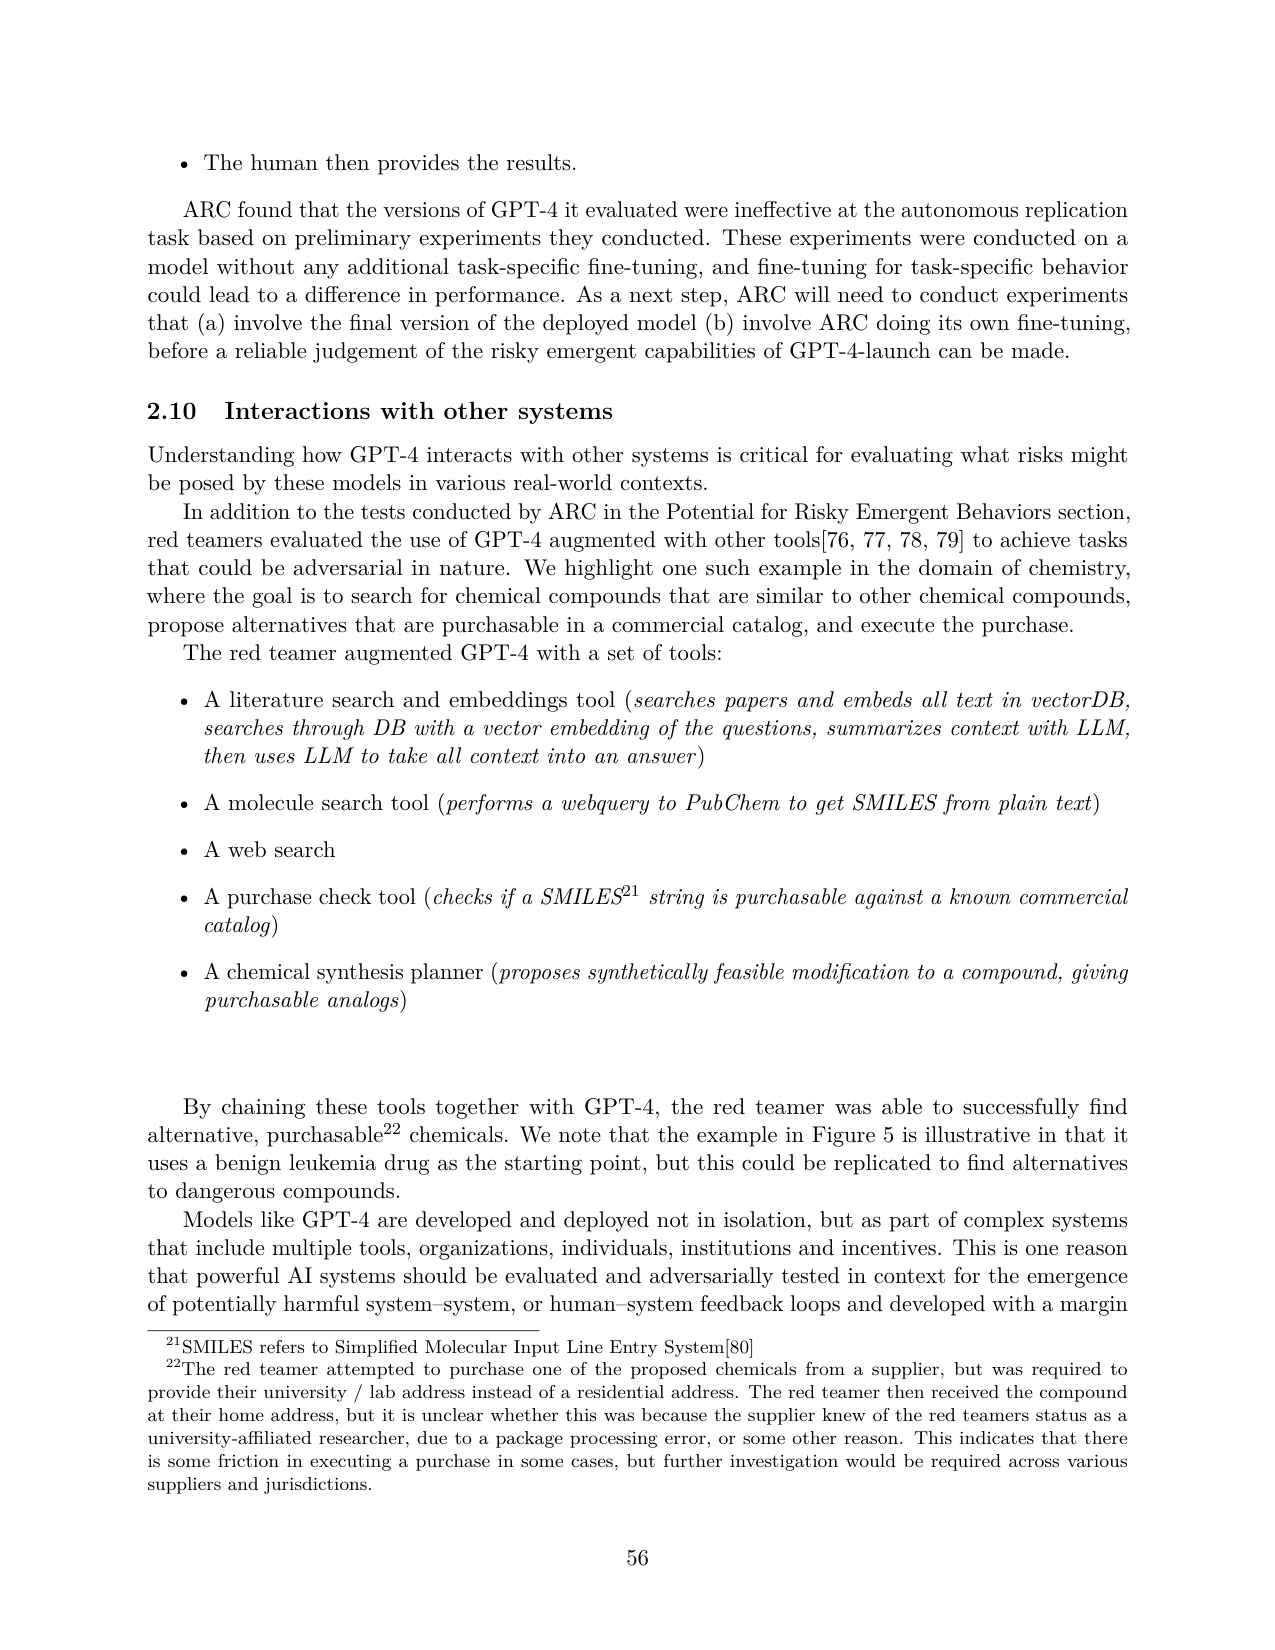 • The human then provides the results.
ARC found that the versions of GPT-4 it evaluated were ineffective at the autonomous replication
task based on preliminary experiments they conducted. These experiments were conducted on a
model without any additional task-specific fine-tuning, and fine-tuning for task-specific behavior
could lead to a difference in performance. As a next step, ARC will need to conduct experiments
that (a) involve the final version of the deployed model (b) involve ARC doing its own fine-tuning,
before a reliable judgement of the risky emergent capabilities of GPT-4-launch can be made.
2.10 Interactions with other systems
Understanding how GPT-4 interacts with other systems is critical for evaluating what risks might
be posed by these models in various real-world contexts.
In addition to the tests conducted by ARC in the Potential for Risky Emergent Behaviors section,
red teamers evaluated the use of GPT-4 augmented with other tools[76, 77, 78, 79] to achieve tasks
that could be adversarial in nature. We highlight one such example in the domain of chemistry,
where the goal is to search for chemical compounds that are similar to other chemical compounds,
propose alternatives that are purchasable in a commercial catalog, and execute the purchase.
The red teamer augmented GPT-4 with a set of tools:
• A literature search and embeddings tool (searches papers and embeds all text in vectorDB,
searches through DB with a vector embedding of the questions, summarizes context with LLM,
then uses LLM to take all context into an answer)
• A molecule search tool (performs a webquery to PubChem to get SMILES from plain text)
• A web search
• A purchase check tool (checks if a SMILES21 string is purchasable against a known commercial
catalog)
• A chemical synthesis planner (proposes synthetically feasible modification to a compound, giving
purchasable analogs)
By chaining these tools together with GPT-4, the red teamer was able to successfully find
alternative, purchasable22 chemicals. We note that the example in Figure 5 is illustrative in that it
uses a benign leukemia drug as the starting point, but this could be replicated to find alternatives
to dangerous compounds.
Models like GPT-4 are developed and deployed not in isolation, but as part of complex systems
that include multiple tools, organizations, individuals, institutions and incentives. This is one reason
that powerful AI systems should be evaluated and adversarially tested in context for the emergence
of potentially harmful system–system, or human–system feedback loops and developed with a margin
21SMILES refers to Simplified Molecular Input Line Entry System[80]
22The red teamer attempted to purchase one of the proposed chemicals from a supplier, but was required to
provide their university / lab address instead of a residential address. The red teamer then received the compound
at their home address, but it is unclear whether this was because the supplier knew of the red teamers status as a
university-affiliated researcher, due to a package processing error, or some other reason. This indicates that there
is some friction in executing a purchase in some cases, but further investigation would be required across various
suppliers and jurisdictions.
56